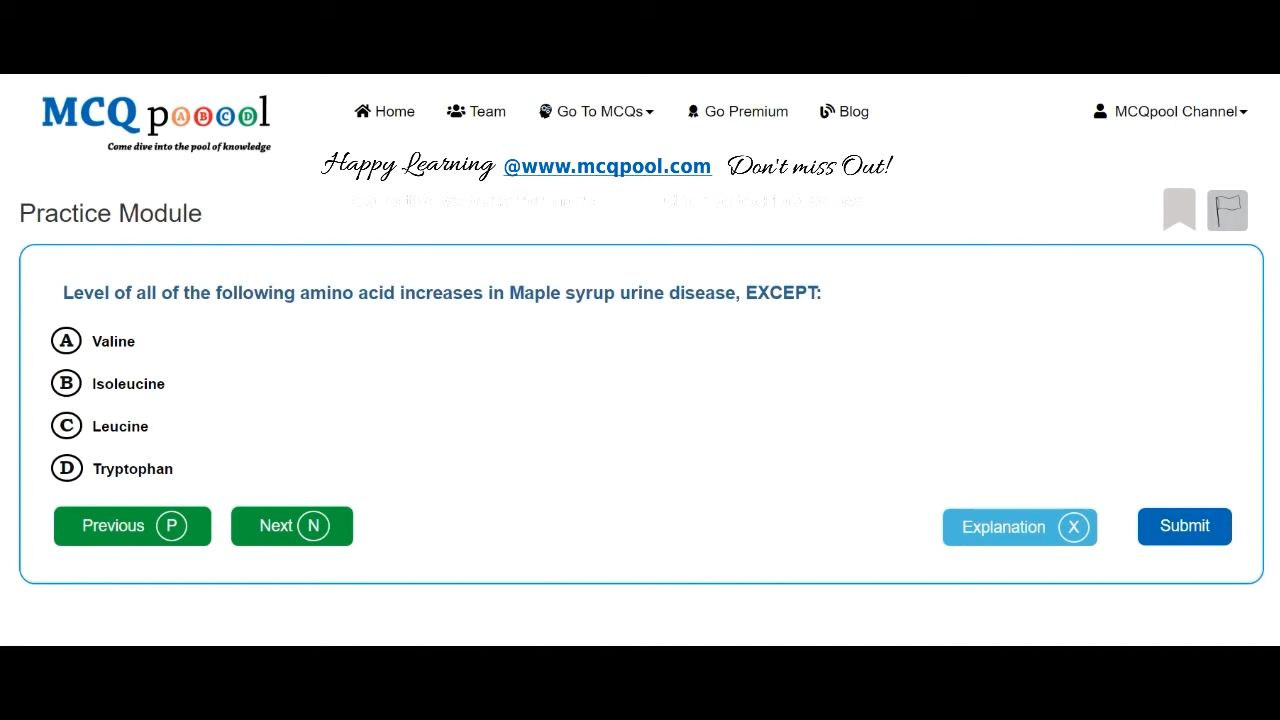 MCQ pooool
Come dive into the pool of knowledge
Home Team Go To MCQs Go Premium Blog MCQpool Channel
Happy Learning @www.mcqpool.com Don't miss Out!
Practice Module
Level of all of the following amino acid increases in Maple syrup urine disease, EXCEPT:
A Valine
B Isoleucine
C Leucine
D Tryptophan
Previous P Next N Explanation X Submit